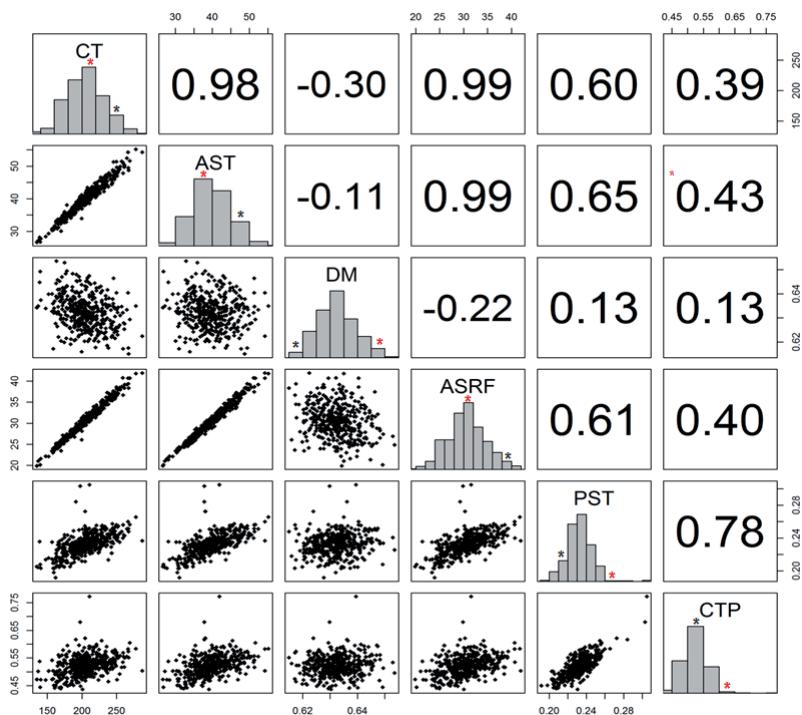 30 40 50 20 30 40 0.45 0.55 0.65 0.75
CT * * 0.98 -0.30 0.99 0.60 0.39 150 200 250
30 40 50 AST * * -0.11 0.99 0.65 * 0.43
DM * * -0.22 0.13 0.13 0.62 0.64
20 25 30 35 40 ASRF * * 0.61 0.40
PST * * 0.78 0.20 0.24 0.28
0.45 0.55 0.65 0.75 CTP * *
150 200 250 0.62 0.64 0.20 0.24 0.28